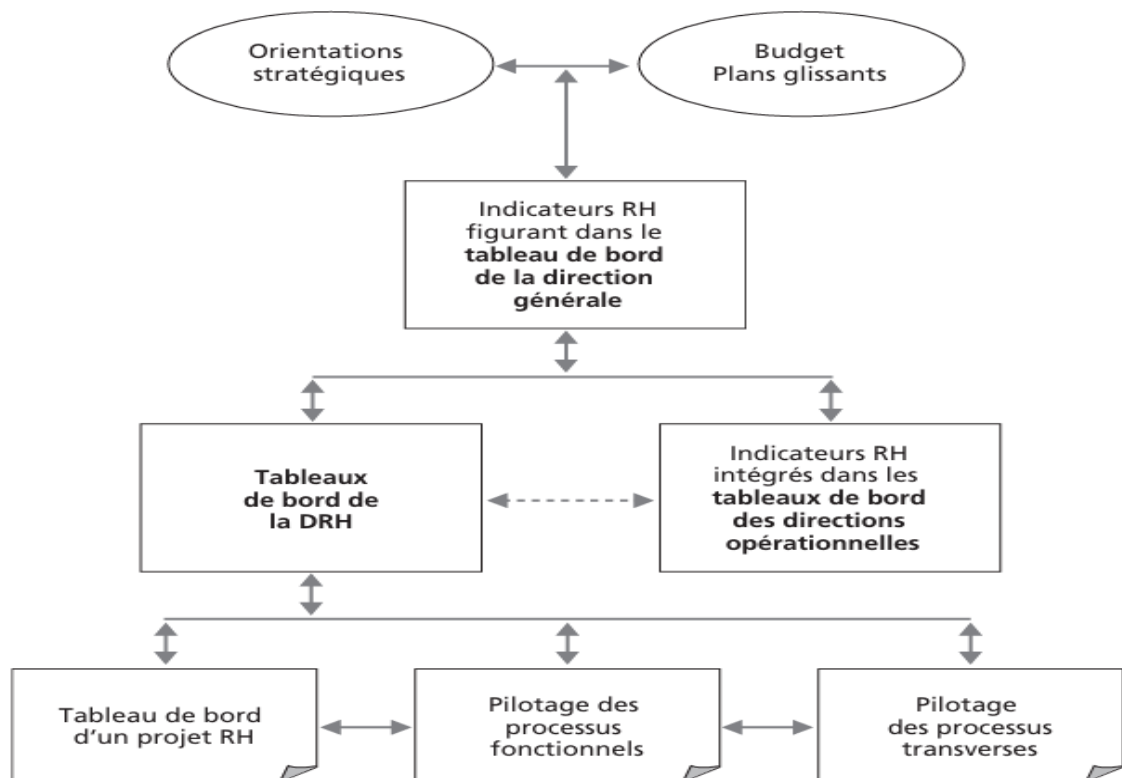 Orientations
stratégiques
Budget
Plans glissants
Indicateurs RH
figurant dans le
tableau de bord
de la direction
générale
Tableaux
de bord de
la DRH
Indicateurs RH
intégrés dans les
tableaux de bord
des directions
opérationnelles
Tableau de bord
d'un projet RH
Pilotage des
processus
fonctionnels
Pilotage
des processus
transverses